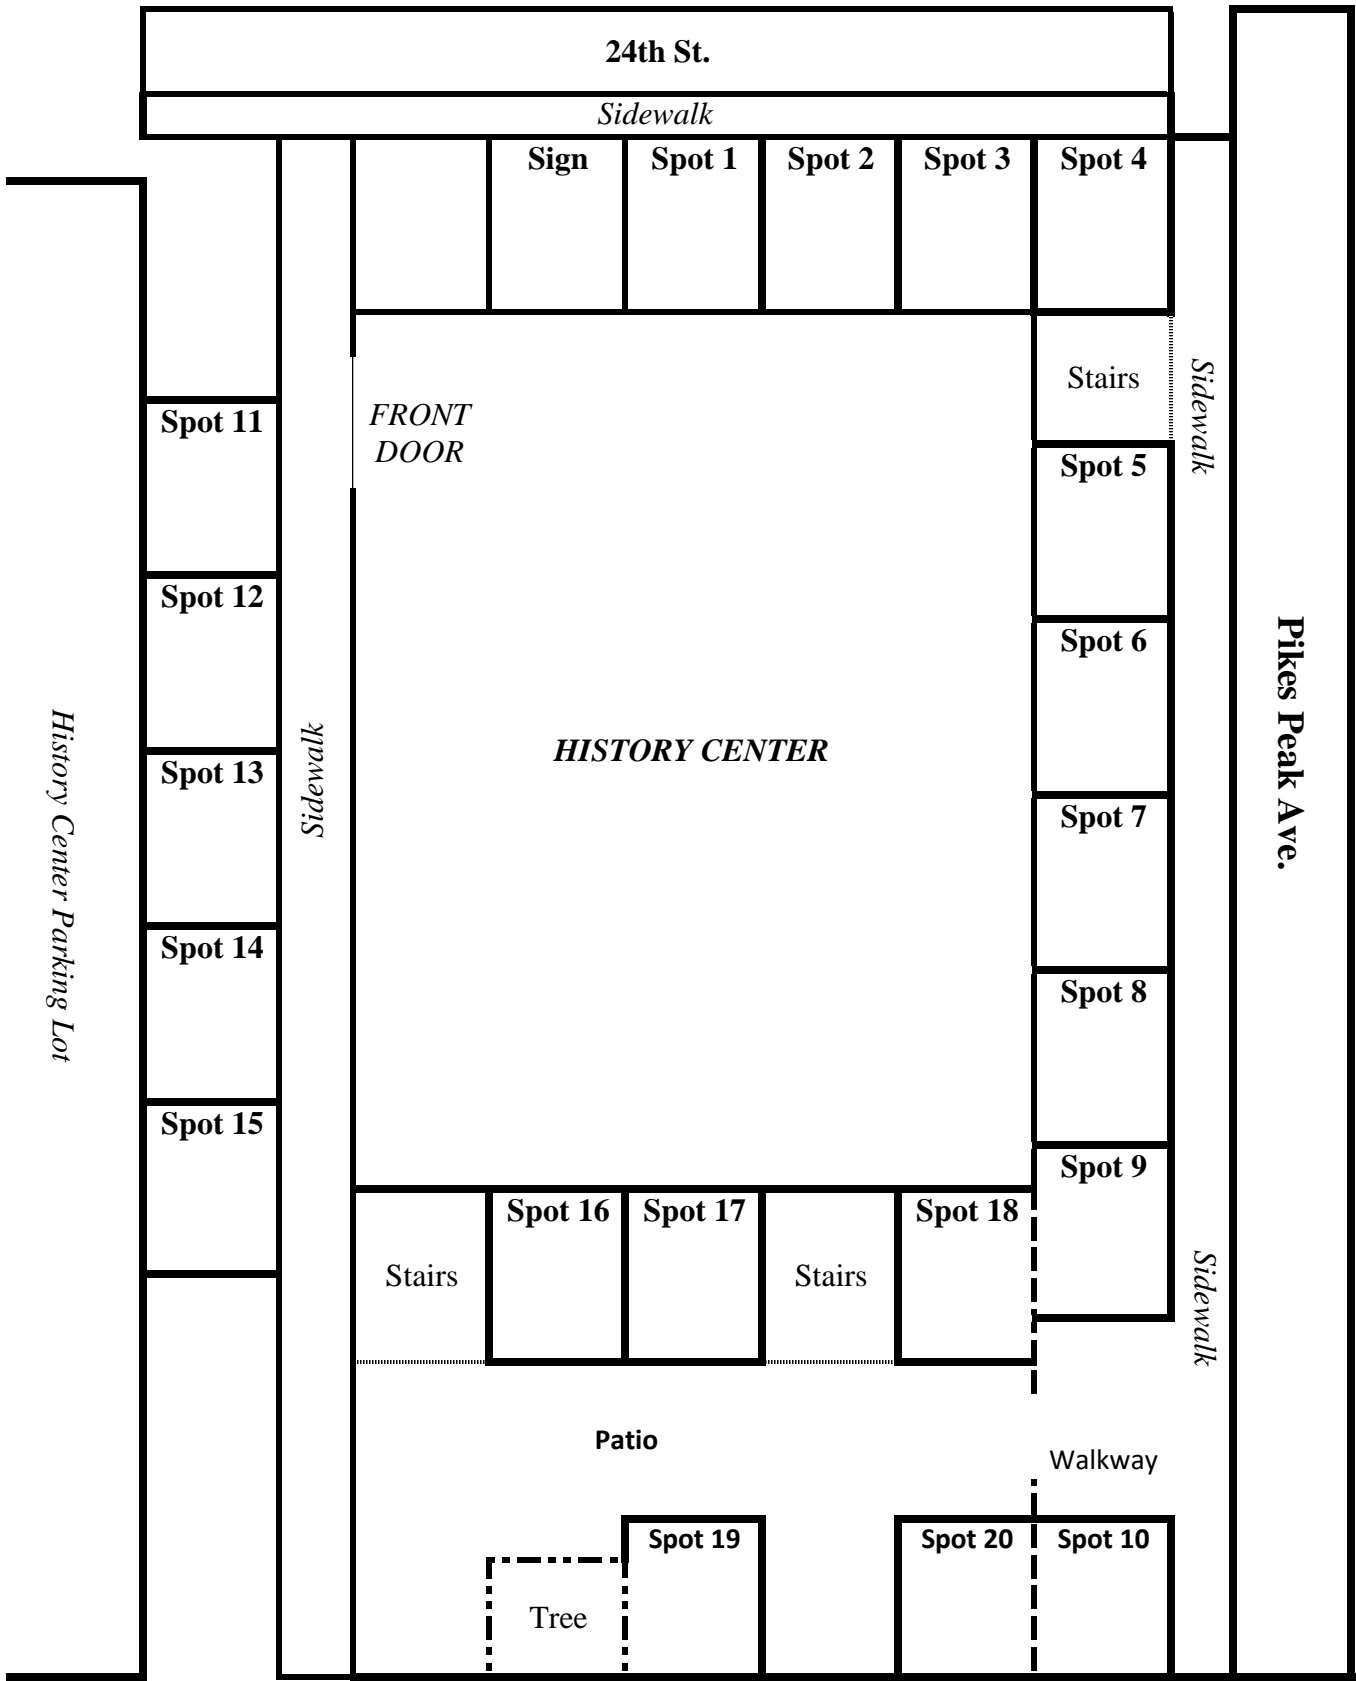 24th St.
Sidewalk
Sign
Spot 1
Spot 2
Spot 3
Spot 4
Stairs
Sidewalk
FRONT
DOOR
Spot 11
Spot 5
Spot 12
Spot 6
Pikes Peak Ave.
History Center Parking Lot
Sidewalk
HISTORY CENTER
Spot 13
Spot 7
Spot 14
Spot 8
Spot 15
Spot 9
Spot 16
Spot 17
Spot 18
Stairs
Stairs
Sidewalk
Patio
Walkway
Spot 19
Spot 20
Spot 10
Tree